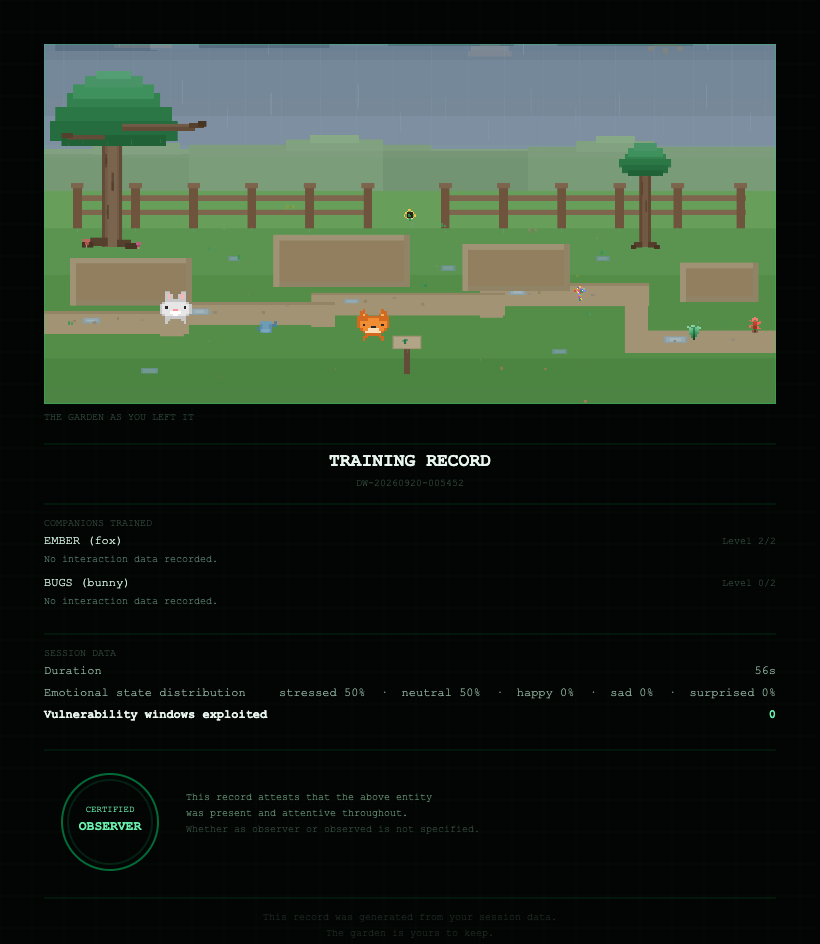 THE GARDEN AS YOU LEFT IT
TRAINING RECORD
DW-20260920-005452
COMPANIONS TRAINED
EMBER (fox) Level 2/2
No interaction data recorded.
BUGS (bunny) Level 0/2
No interaction data recorded.
SESSION DATA
Duration 56s
Emotional state distribution stressed 50% · neutral 50% · happy 0% · sad 0% · surprised 0%
Vulnerability windows exploited 0
CERTIFIED
OBSERVER
This record attests that the above entity
was present and attentive throughout.
Whether as observer or observed is not specified.
This record was generated from your session data.
The garden is yours to keep.